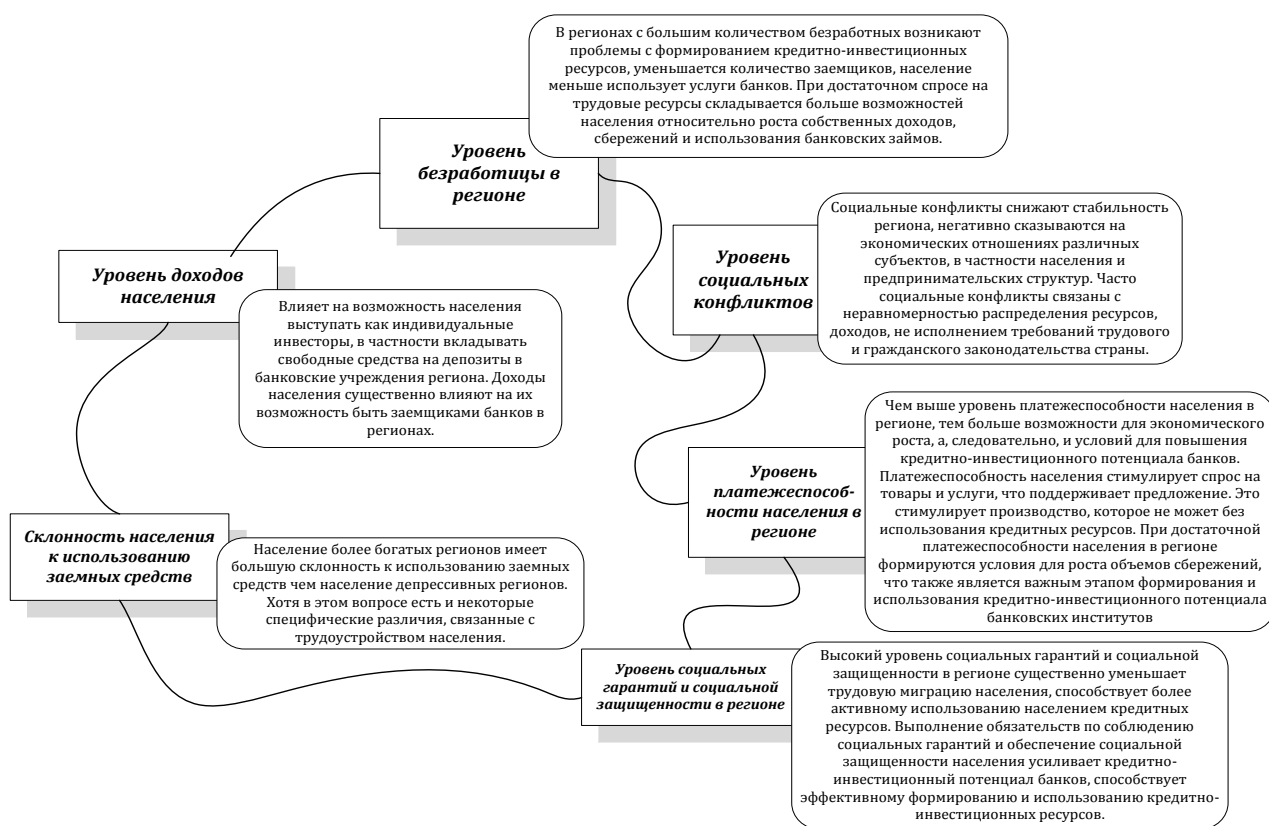 В регионах с большим количеством безработных возникают
проблемы с формированием кредитно-инвестиционных
ресурсов, уменьшается количество заемщиков, население
меньше использует услуги банков. При достаточном спросе на
трудовые ресурсы складывается больше возможностей
населения относительно роста собственных доходов,
сбережений и использования банковских займов.
Уровень
безработицы в
регионе
Социальные конфликты снижают стабильность
региона, негативно сказываются на
экономических отношениях различных
субъектов, в частности населения и
предпринимательских структур. Часто
социальные конфликты связаны с
неравномерностью распределения ресурсов,
доходов, не исполнением требований трудового
и гражданского законодательства страны.
Уровень
социальных
конфликтов
Уровень доходов
населения
Влияет на возможность населения
выступать как индивидуальные
инвесторы, в частности вкладывать
свободные средства на депозиты в
банковские учреждения региона. Доходы
населения существенно влияют на их
возможность быть заемщиками банков в
регионах.
Чем выше уровень платежеспособности населения в
регионе, тем больше возможности для экономического
роста, а, следовательно, и условий для повышения
кредитно-инвестиционного потенциала банков.
Платежеспособность населения стимулирует спрос на
товары и услуги, что поддерживает предложение. Это
стимулирует производство, которое не может без
использования кредитных ресурсов. При достаточной
платежеспособности населения в регионе
формируются условия для роста объемов сбережений,
что также является важным этапом формирования и
использования кредитно-инвестиционного потенциала
банковских институтов
Уровень
платежеспособ-
ности населения в
регионе
Склонность населения
к использованию
заемных средств
Население более богатых регионов имеет
большую склонность к использованию заемных
средств чем население депрессивных регионов.
Хотя в этом вопросе есть и некоторые
специфические различия, связанные с
трудоустройством населения.
Уровень социальных
гарантий и социальной
защищенности в регионе
Высокий уровень социальных гарантий и социальной
защищенности в регионе существенно уменьшает
трудовую миграцию населения, способствует более
активному использованию населением кредитных
ресурсов. Выполнение обязательств по соблюдению
социальных гарантий и обеспечение социальной
защищенности населения усиливает кредитно-
инвестиционный потенциал банков, способствует
эффективному формированию и использованию кредитно-
инвестиционных ресурсов.